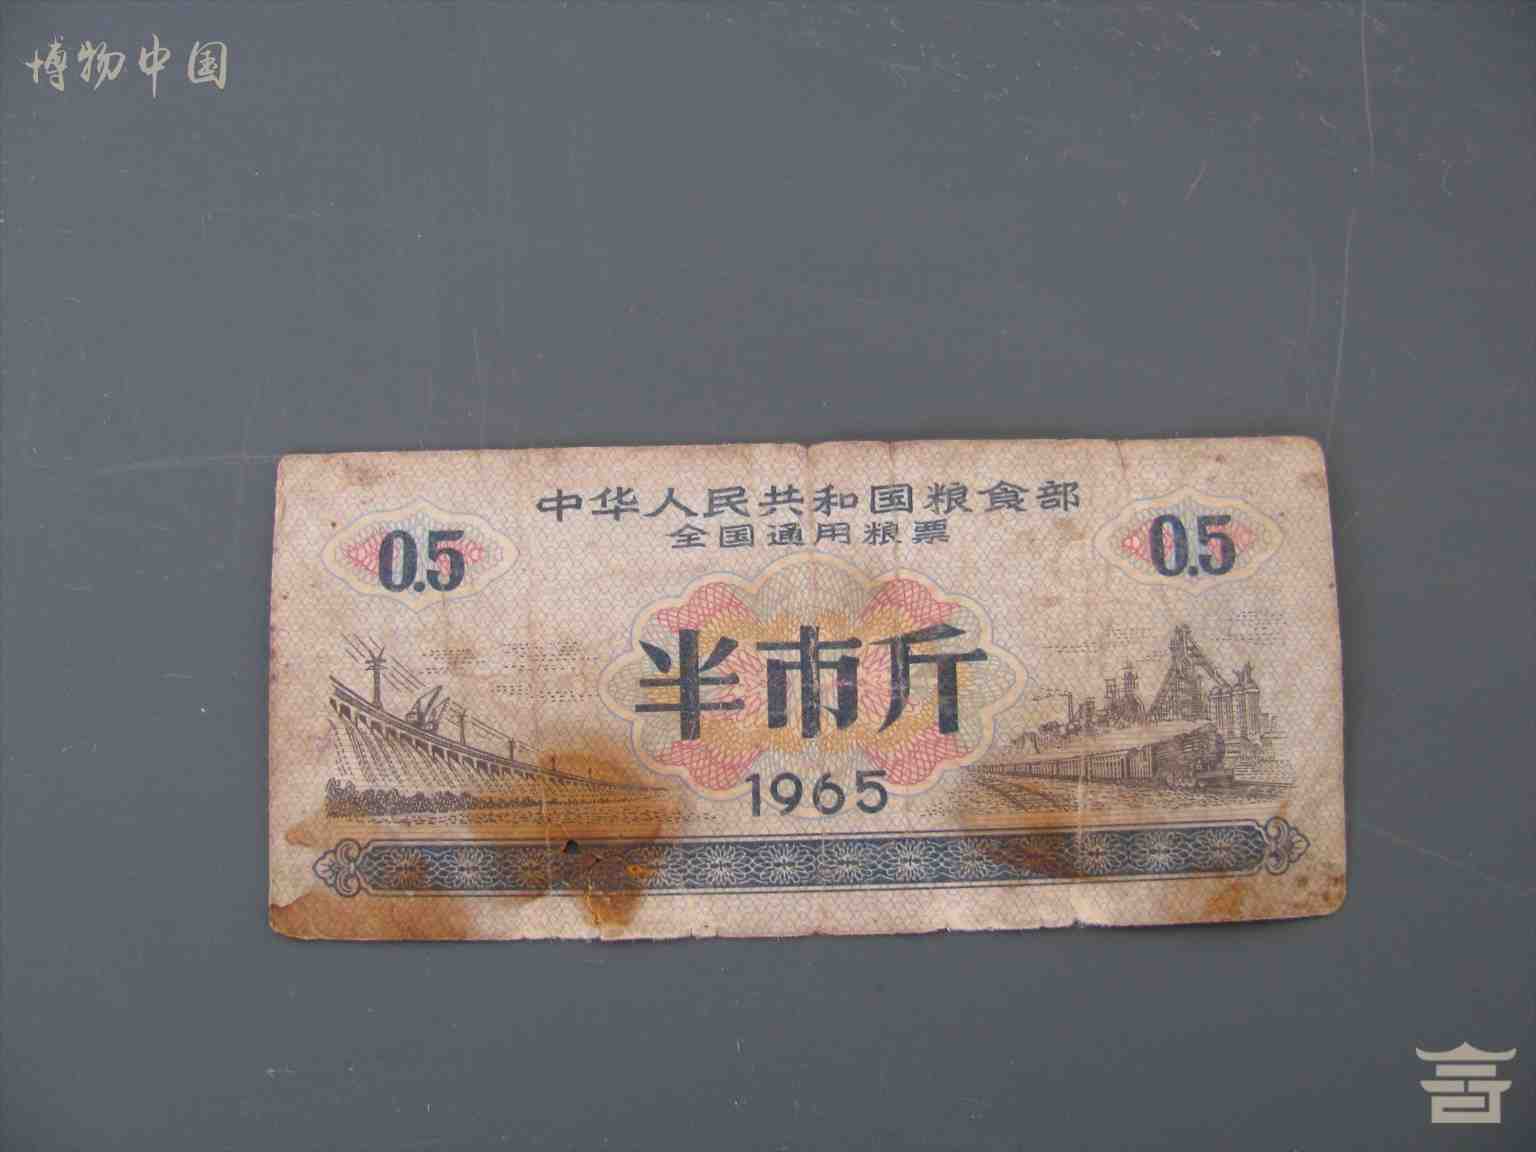 博物中国
中华人民共和国粮食部
全国通用粮票
0.5
0.5
半市斤
1965